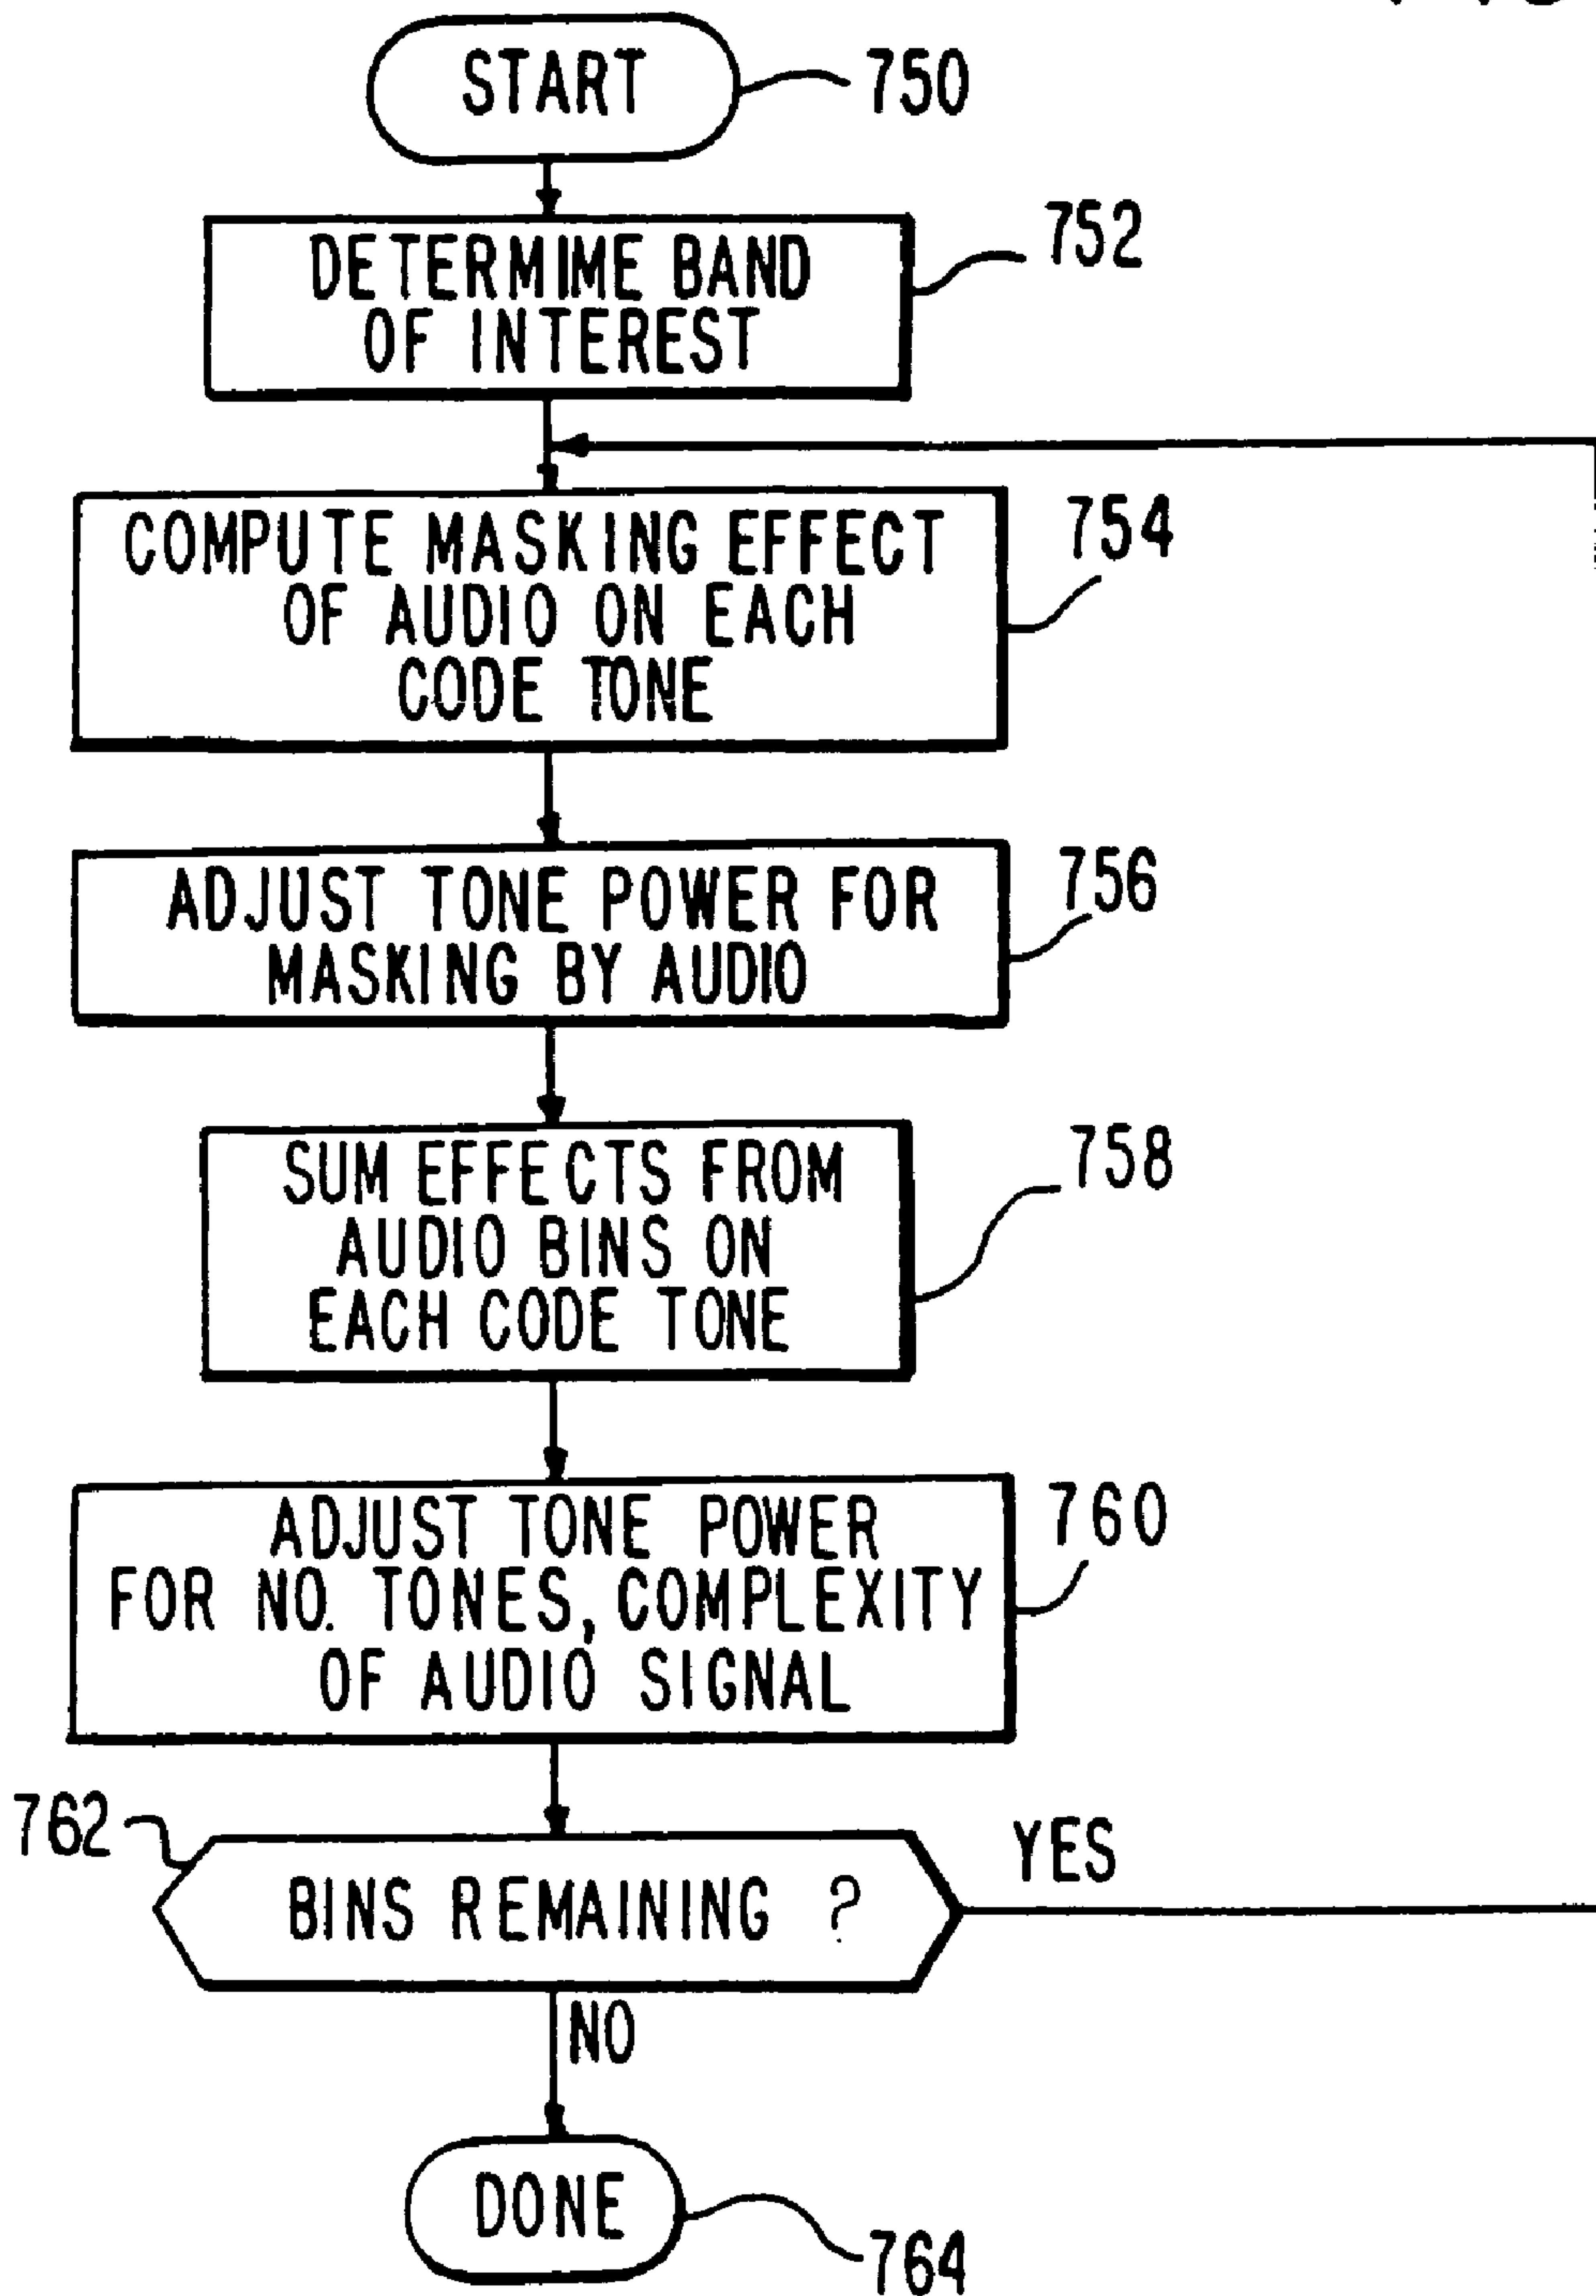 START
750
DETERMIME BAND
OF INTEREST
752
COMPUTE MASKING EFFECT
OF AUDIO ON EACH
CODE TONE
754
ADJUST TONE POWER FOR
MASKING BY AUDIO
756
SUM EFFECTS FROM
AUDIO BINS ON
EACH CODE TONE
758
ADJUST TONE POWER
FOR NO. TONES, COMPLEXITY
OF AUDIO SIGNAL
760
762
BINS REMAINING ?
YES
NO
DONE
764